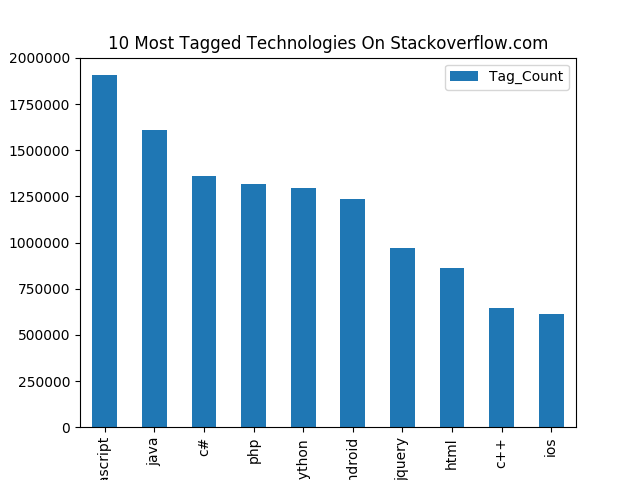 10 Most Tagged Technologies On Stackoverflow.com
Tag_Count
2000000
1750000
1500000
1250000
1000000
750000
500000
250000
0
ascript
java
c#
php
ython
ndroid
jquery
html
c++
ios